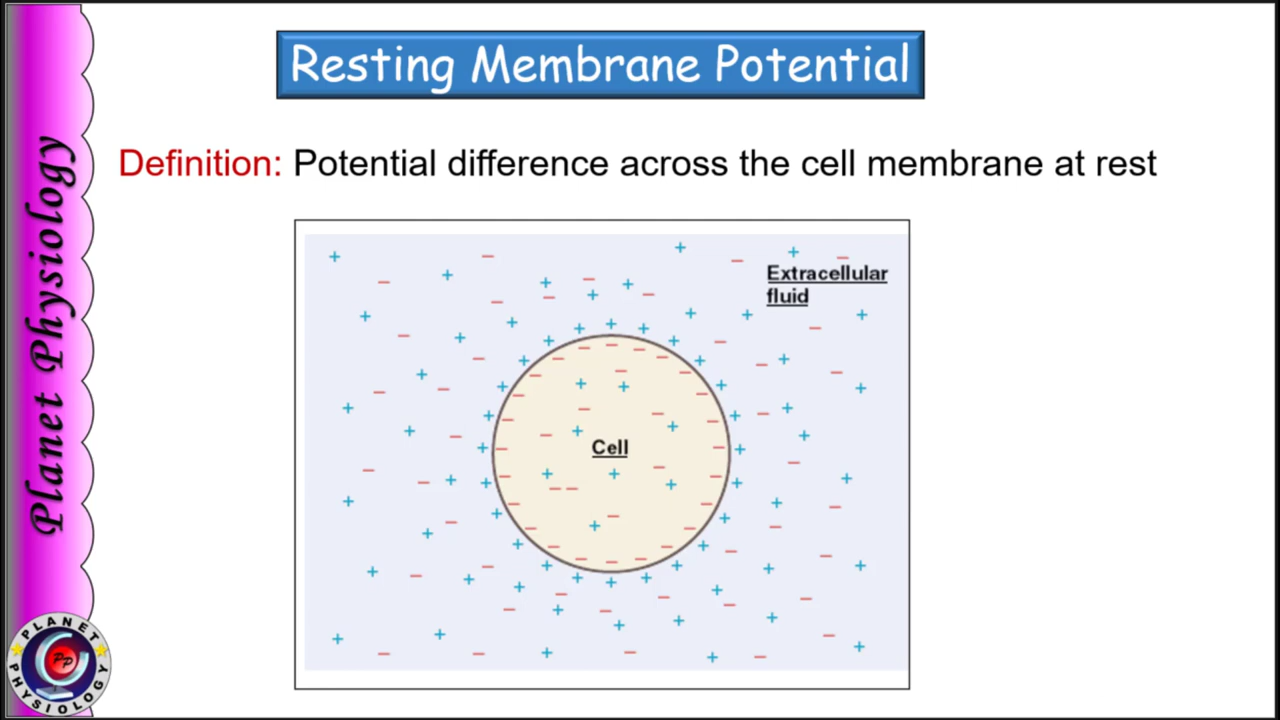 Resting Membrane Potential
Definition: Potential difference across the cell membrane at rest
Extracellular
fluid
Cell
Planet Physiology
PLANET
PP
PHYSIOLOGY